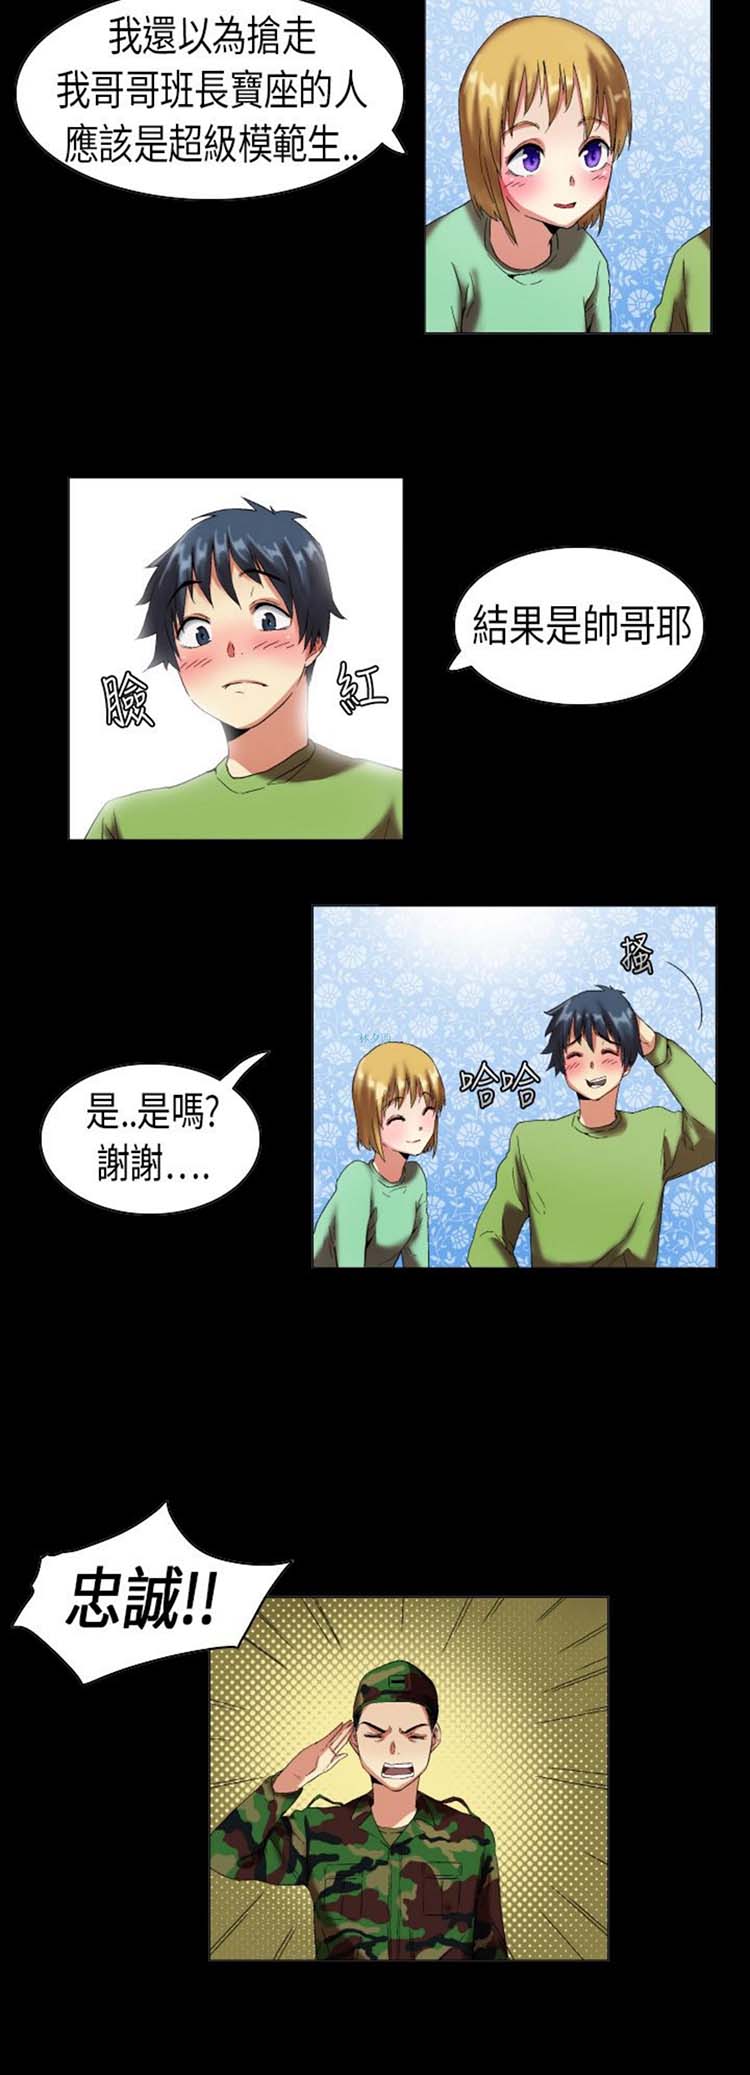 我還以為搶走
我哥哥班長寶座的人
應該是超級模範生..
結果是帥哥耶
臉
紅
搔
哈哈
是..是嗎?
謝謝....
忠誠!!